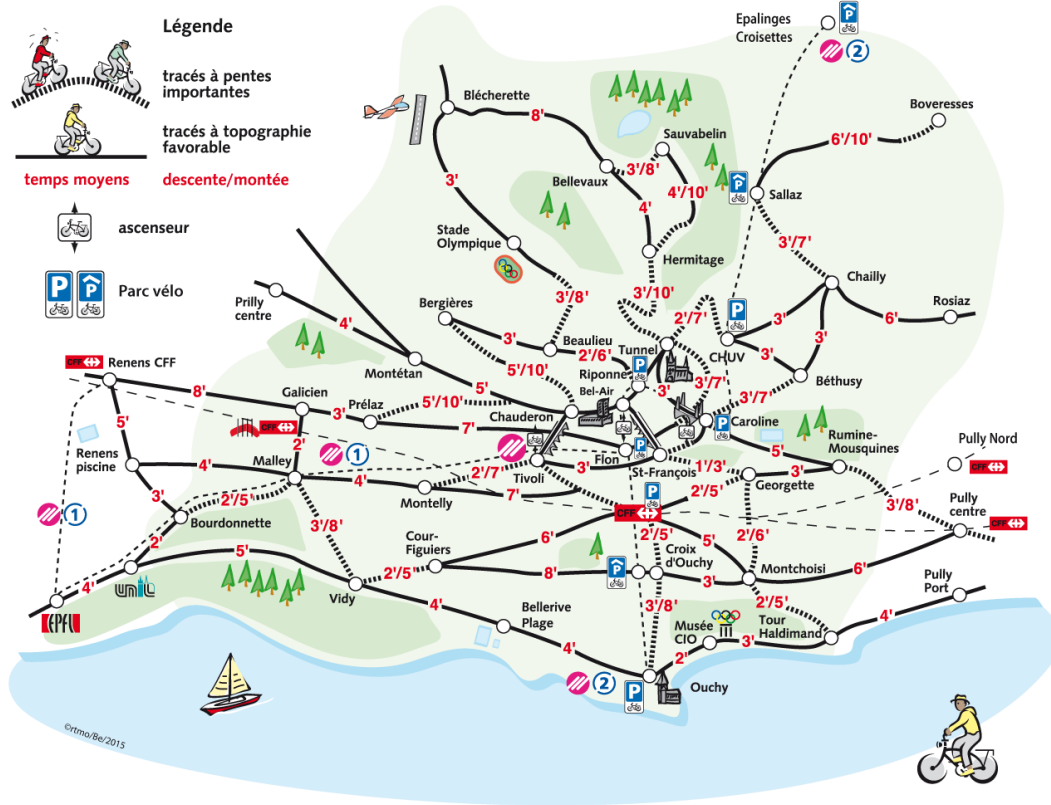 Légende
tracés à pentes
importantes
tracés à topographie
favorable
temps moyens
descente/montée
ascenseur
P
P
Parc vélo
Epalinges
Croisettes
P
2
Blécherette
8'
Boveresses
6'/10'
Sauvabelin
3'/8'
Bellevaux
4'/10'
P
Sallaz
3'
4'
Stade
Olympique
3'/7'
Hermitage
Chailly
Prilly
centre
Bergières
3'/8'
3'/10'
2'/7'
P
Rosiaz
6'
4'
3'
Beaulieu
2'/6'
Tunnel
CHUV
3'
3'
3'
CFF
Renens CFF
Montétan
5'/10'
Riponne
P
3'/7'
Béthusy
8'
Galicien
5'
Bel-Air
3'
3'/7'
3'
Prélaz
5'/10'
Chauderon
Caroline
P
5'
CFF
7'
Rumine-
Mousquines
Renens
piscine
2'
1
Flon
P
5'
Pully Nord
CFF
4'
Malley
Tivoli
3'
St-François
1'/3'
3'
4'
2'/7'
Georgette
3'
2'/5'
Montelly
7'
P
2'/5'
3'/8'
Pully
centre
CFF
1
Bourdonnette
3'/8'
CFF
2'
Cour-
Figuiers
6'
2'/5'
5'
2'/6'
5'
Croix
d'Ouchy
4'
unil
2'/5'
8'
P
3'
Montchoisi
6'
Vidy
Pully
Port
EPFL
4'
Bellerive
Plage
3'/8'
2'/5'
4'
Musée
CIO
Tour
Haldimand
4'
3'
2'
2
P
Ouchy
©rtmo/Be/2015